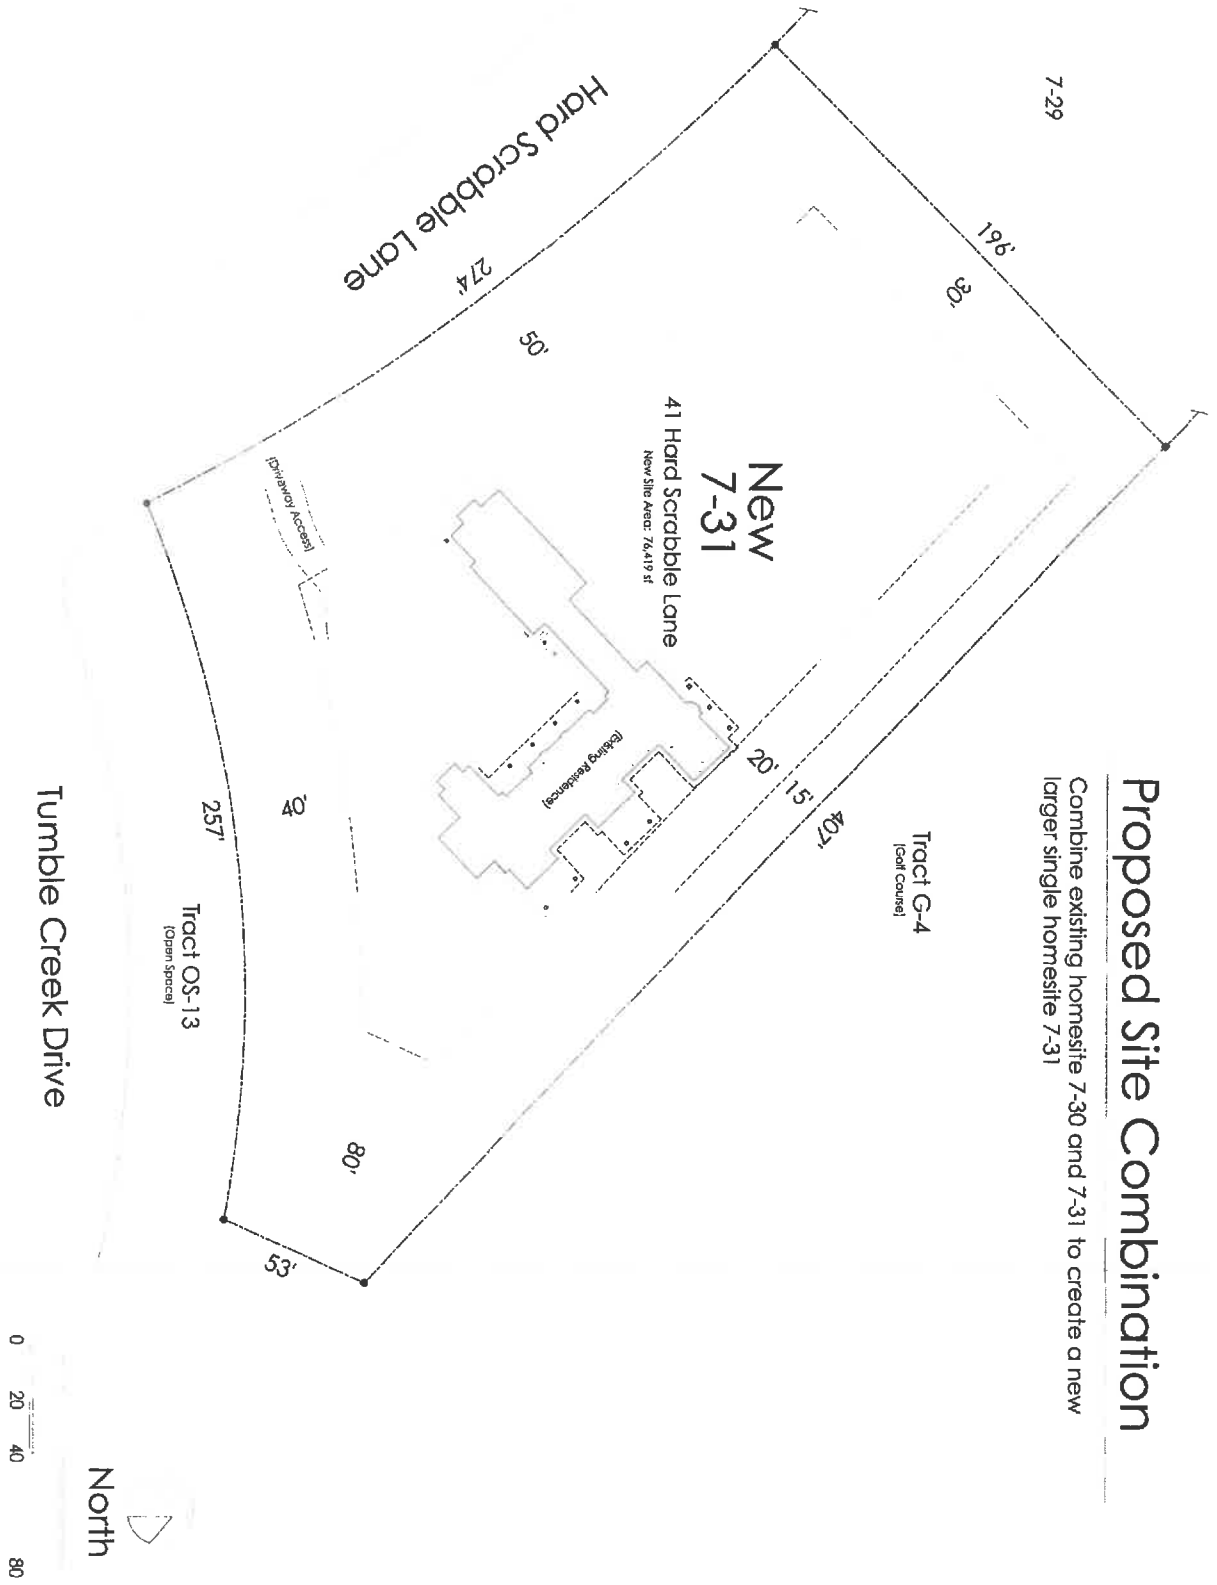 Proposed Site Combination
Combine existing homesite 7-30 and 7-31 to create a new
larger single homesite 7-31
7-29
196'
30'
Hard Scrabble Lane
274'
50'
New
7-31
41 Hard Scrabble Lane
New Site Area: 76,419 sf
Tract G-4
(Golf Course)
407'
15'
20'
(Existing Residence)
(Driveway Access)
40'
257'
Tract OS-13
(Open Space)
Tumble Creek Drive
80'
53'
North
0 20 40 80